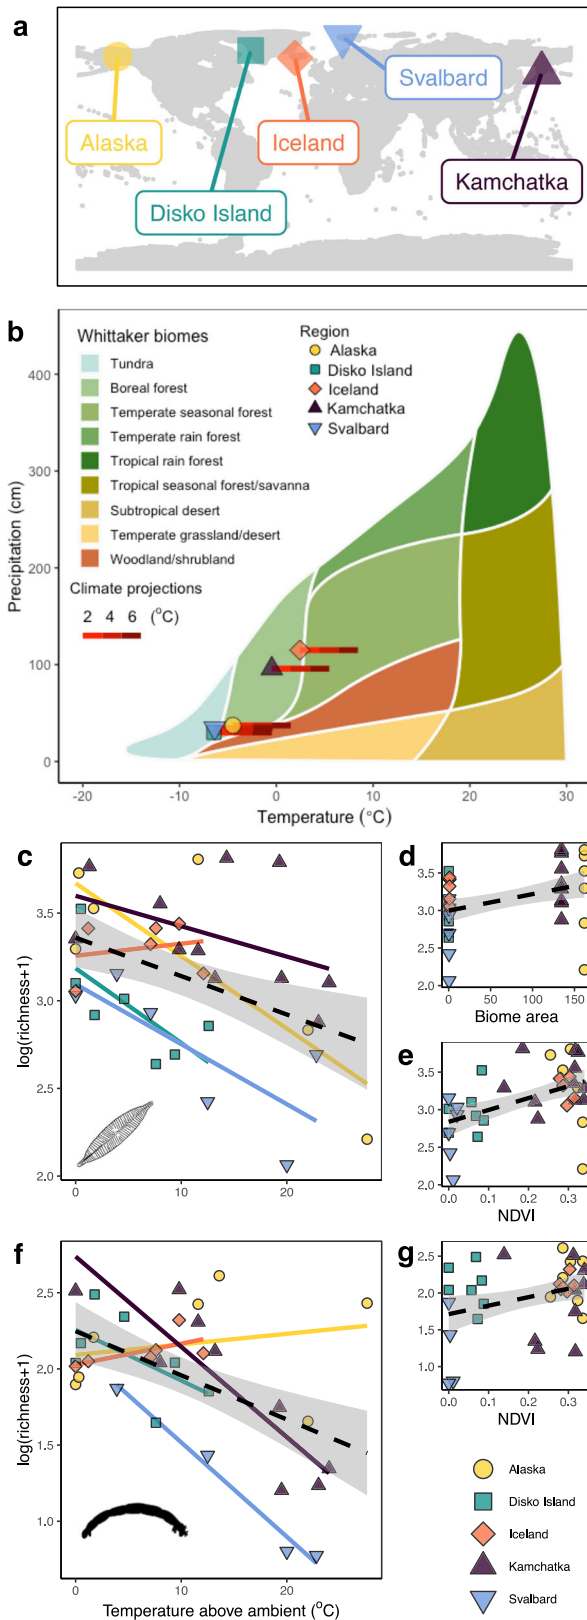 a
Svalbard
Alaska
Iceland
Kamchatka
Disko Island
b
Whittaker biomes
Tundra
Boreal forest
Temperate seasonal forest
Temperate rain forest
Tropical rain forest
Tropical seasonal forest/savanna
Subtropical desert
Temperate grassland/desert
Woodland/shrubland
Region
Alaska
Disko Island
Iceland
Kamchatka
Svalbard
Climate projections
2 4 6 (°C)
Precipitation (cm)
400
300
200
100
0
-20 -10 0 10 20 30
Temperature (°C)
c
log(richness+1)
3.5
3.0
2.5
2.0
0 10 20
d
3.5
3.0
2.5
2.0
0 50 100 150
Biome area
e
3.5
3.0
2.5
2.0
0.0 0.1 0.2 0.3
NDVI
f
log(richness+1)
2.5
2.0
1.5
1.0
0 10 20
Temperature above ambient (°C)
g
2.5
2.0
1.5
1.0
0.0 0.1 0.2 0.3
NDVI
Alaska
Disko Island
Iceland
Kamchatka
Svalbard